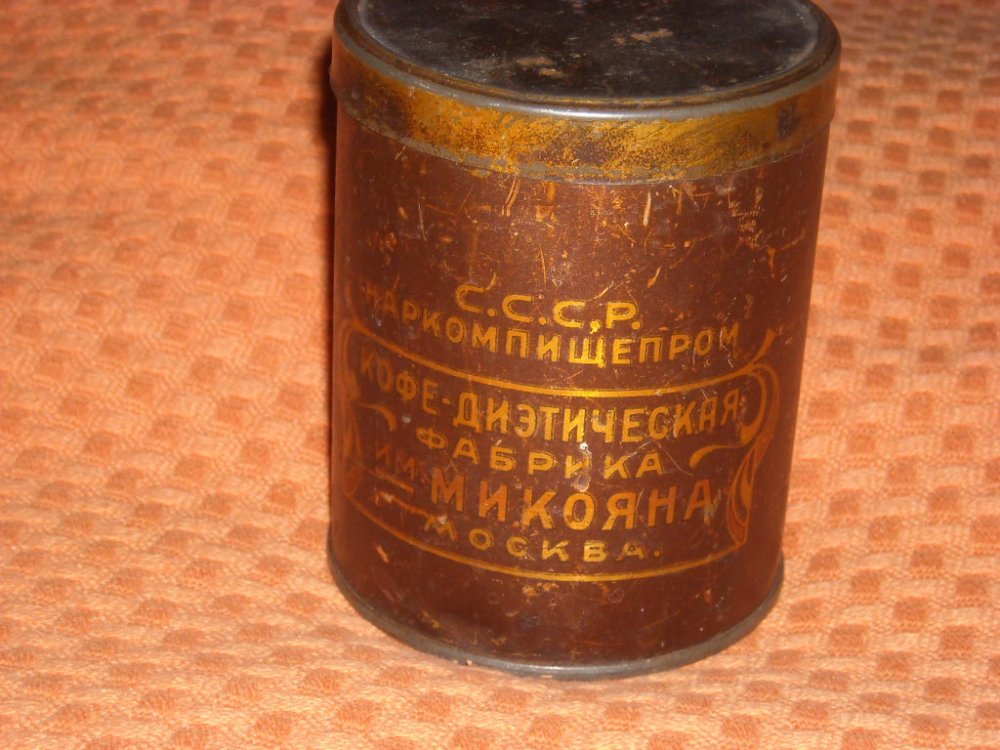 С.С.С.Р.
НАРКОМПИЩЕПРОМ
КОФЕ-ДИЭТИЧЕСКАЯ
ФАБРИКА
ИМ. МИКОЯНА
МОСКВА.